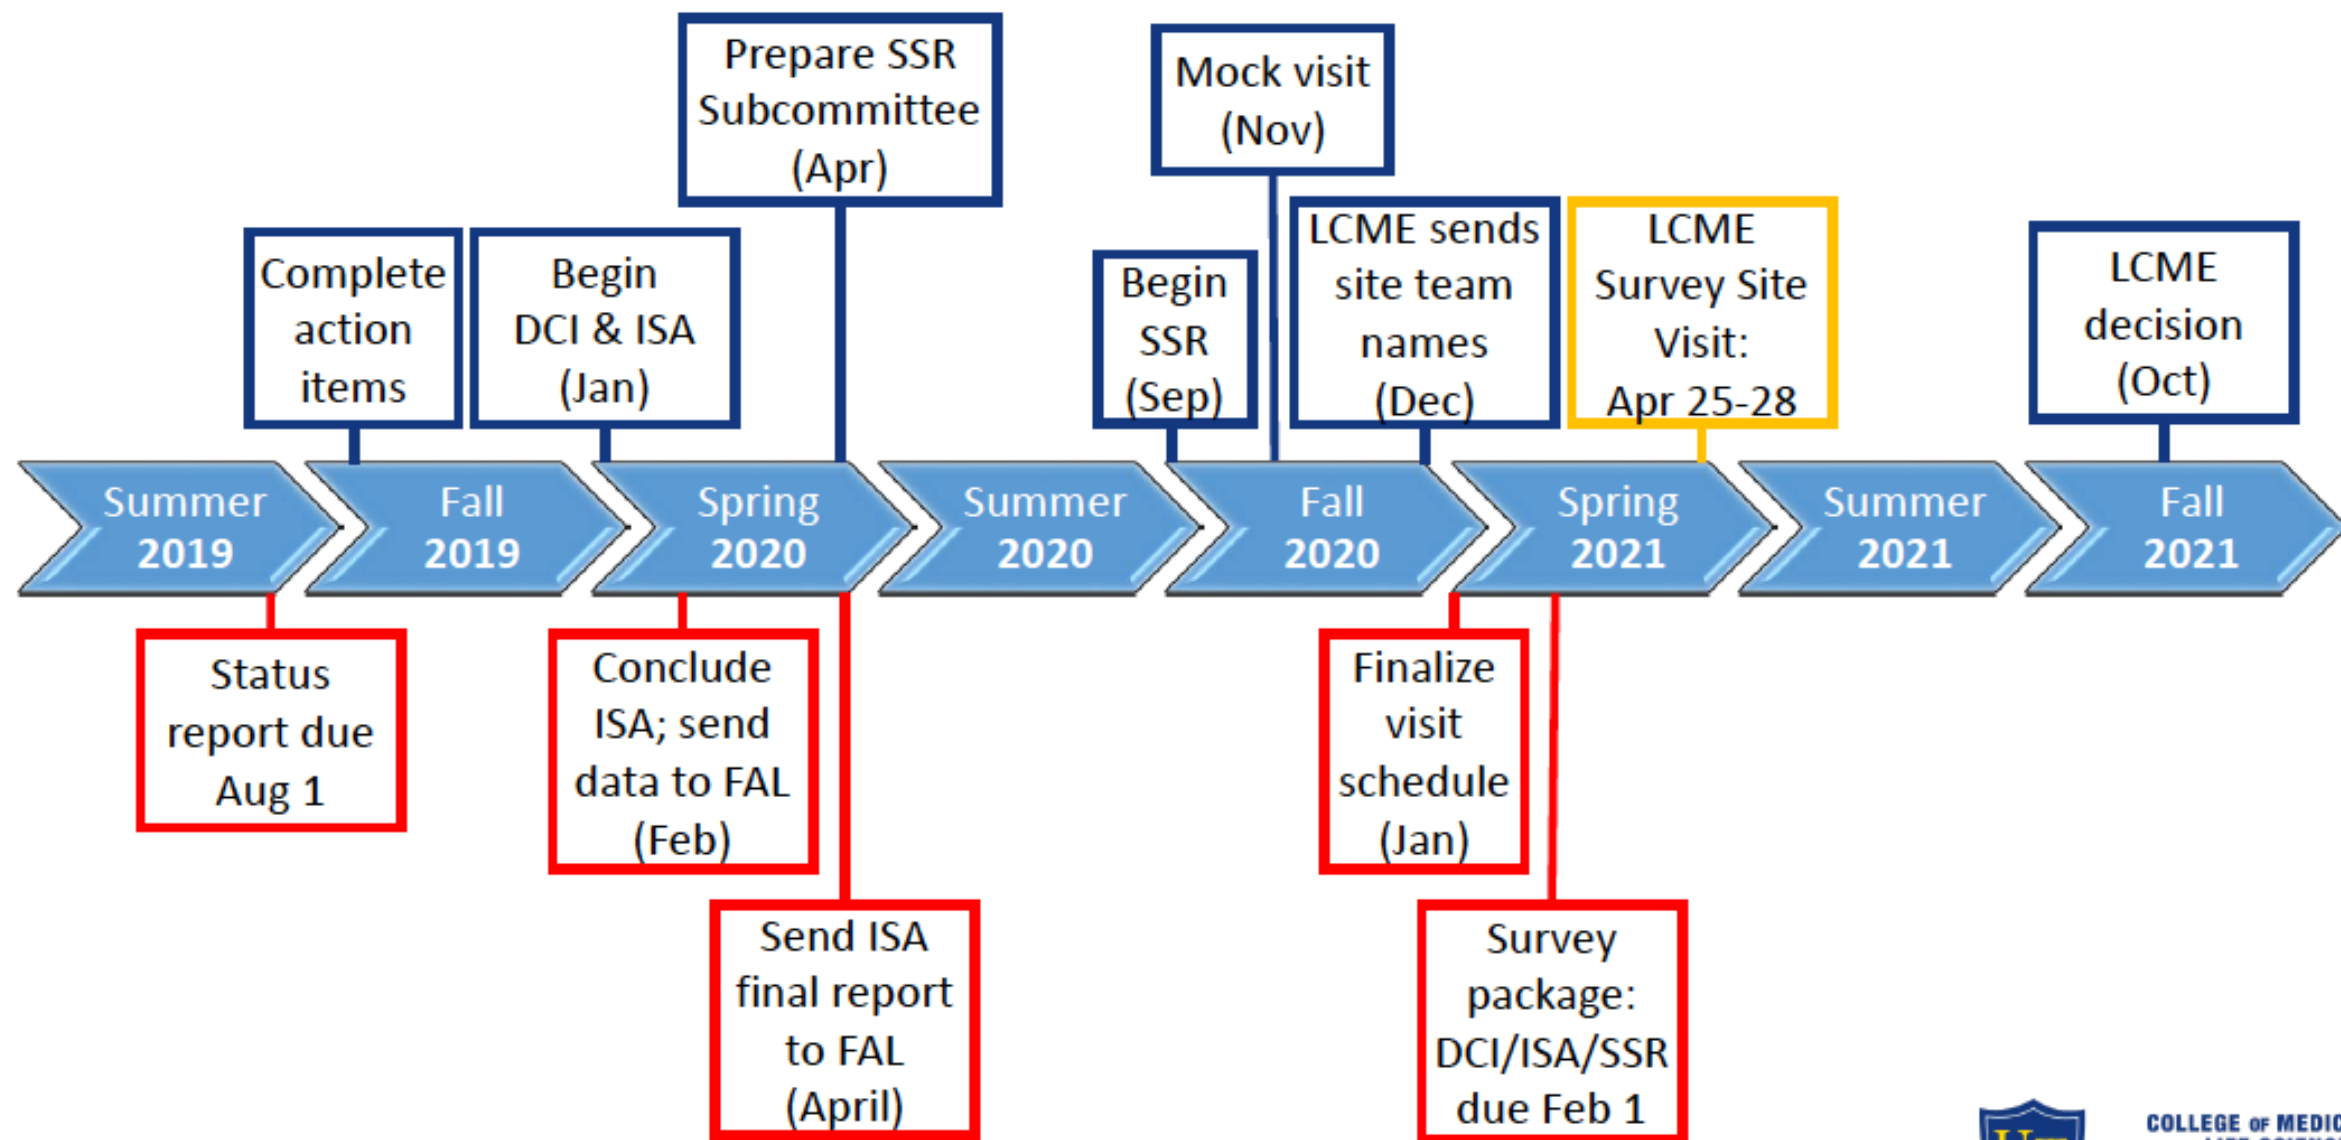 Prepare SSR
Subcommittee
(Apr)
Mock visit
(Nov)
Complete
action
items
Begin
DCI & ISA
(Jan)
Begin
SSR
(Sep)
LCME sends
site team
names
(Dec)
LCME
Survey Site
Visit:
Apr 25-28
LCME
decision
(Oct)
Summer
2019
Fall
2019
Spring
2020
Summer
2020
Fall
2020
Spring
2021
Summer
2021
Fall
2021
Status
report due
Aug 1
Conclude
ISA; send
data to FAL
(Feb)
Send ISA
final report
to FAL
(April)
Finalize
visit
schedule
(Jan)
Survey
package:
DCI/ISA/SSR
due Feb 1
COLLEGE OF